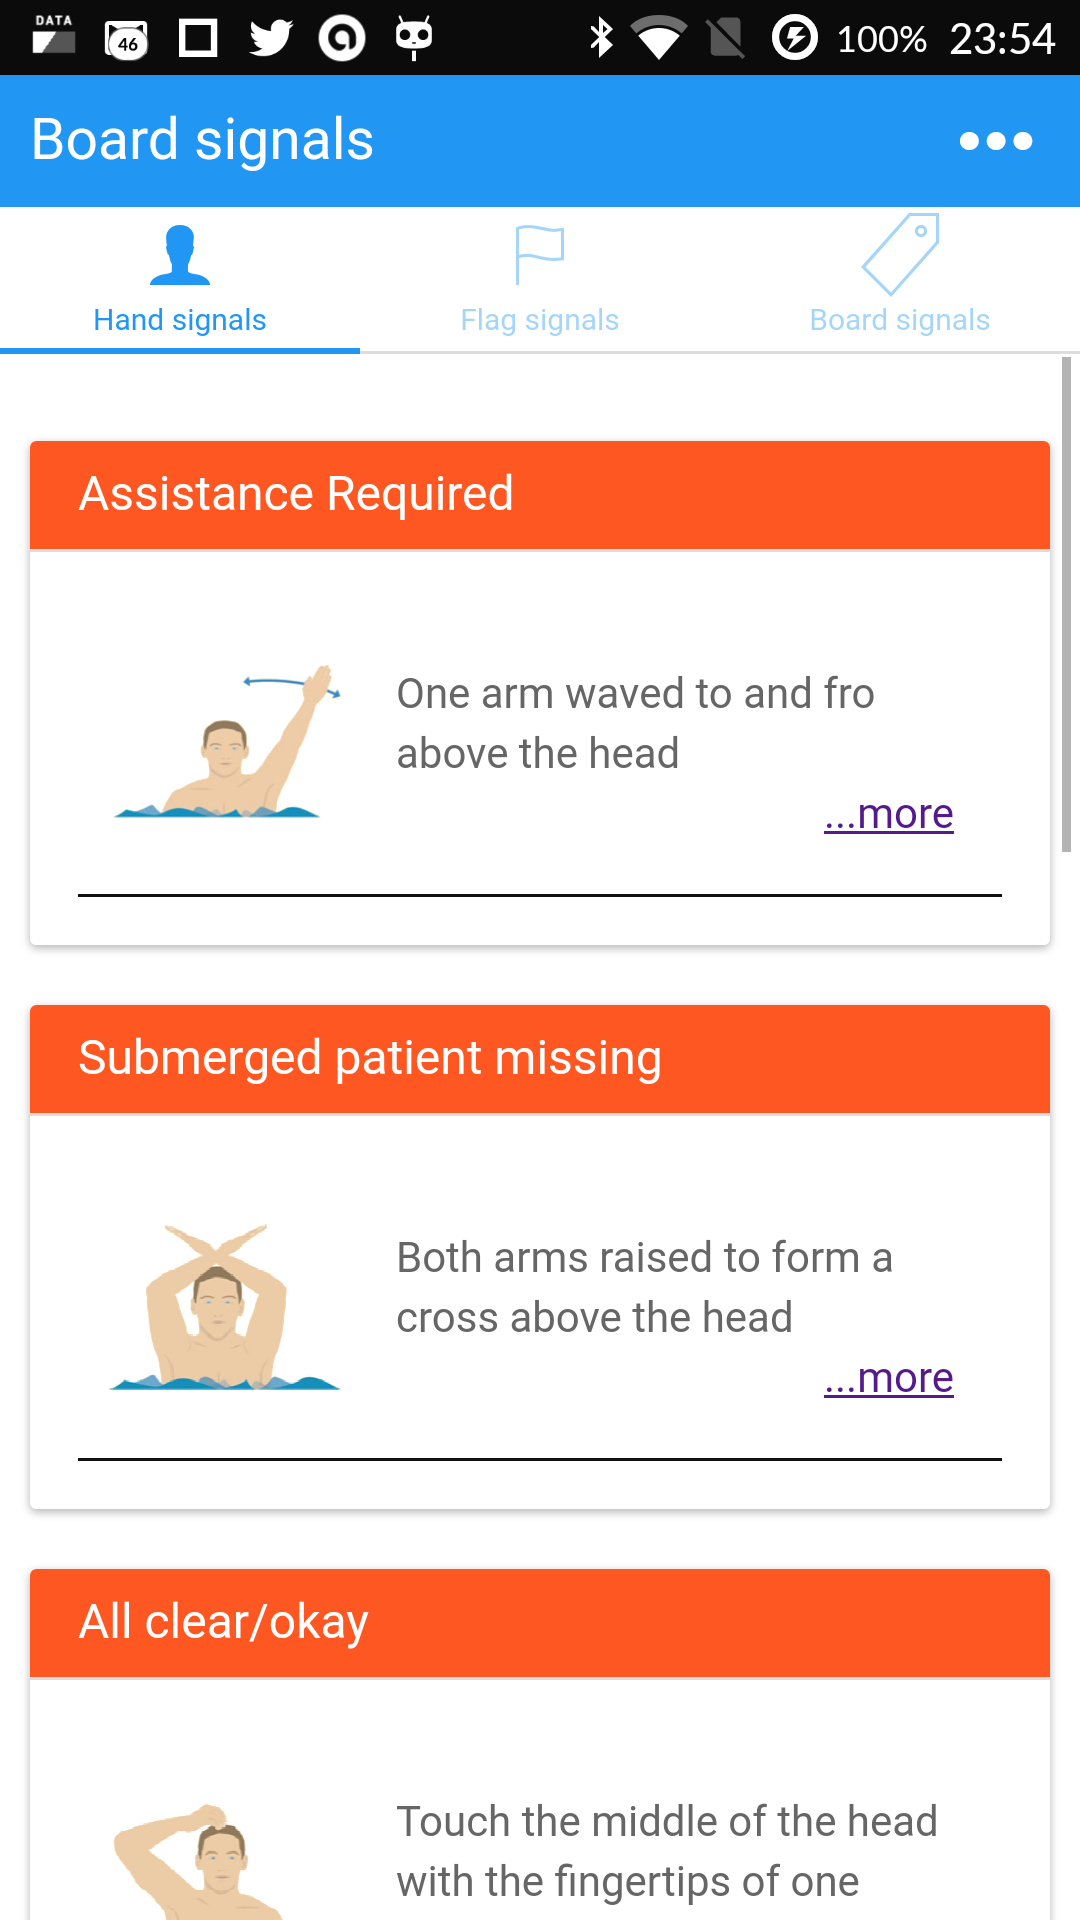 DATA
46
100% 23:54
Board signals
Hand signals Flag signals Board signals
Assistance Required
One arm waved to and fro
above the head
...more
Submerged patient missing
Both arms raised to form a
cross above the head
...more
All clear/okay
Touch the middle of the head
with the fingertips of one